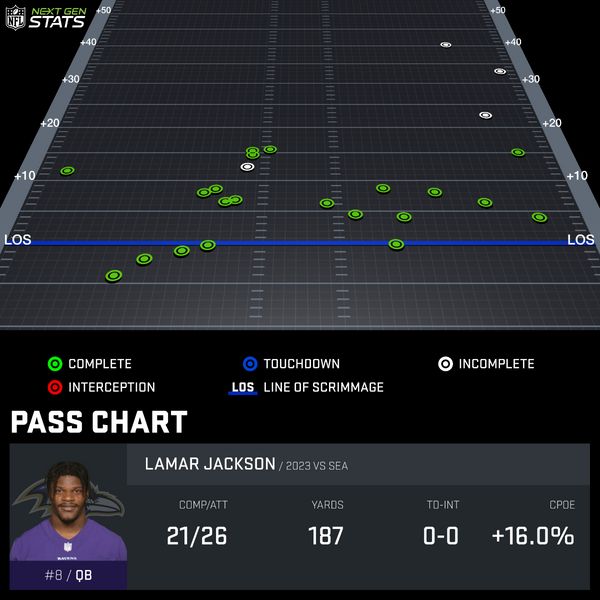 NFL NEXT GEN STATS
+50 +50
+40 +40
+30 +30
+20 +20
+10 +10
LOS LOS
COMPLETE TOUCHDOWN INCOMPLETE
INTERCEPTION LOS LINE OF SCRIMMAGE
PASS CHART
LAMAR JACKSON / 2023 VS SEA
COMP/ATT YARDS TD-INT CPOE
21/26 187 0-0 +16.0%
RAVENS
#8 / QB